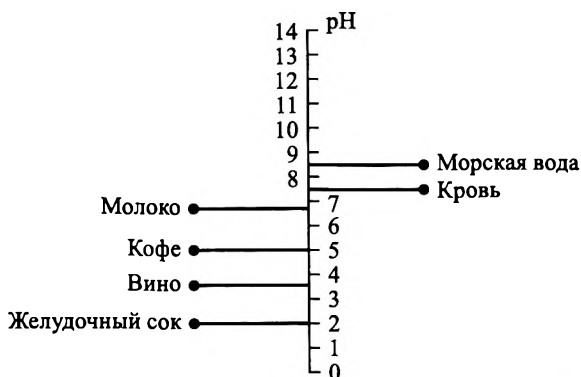 14 pH
13
12
11
10
9
Морская вода
8
Кровь
Молоко
7
6
Кофе
5
4
Вино
3
Желудочный сок
2
1
0